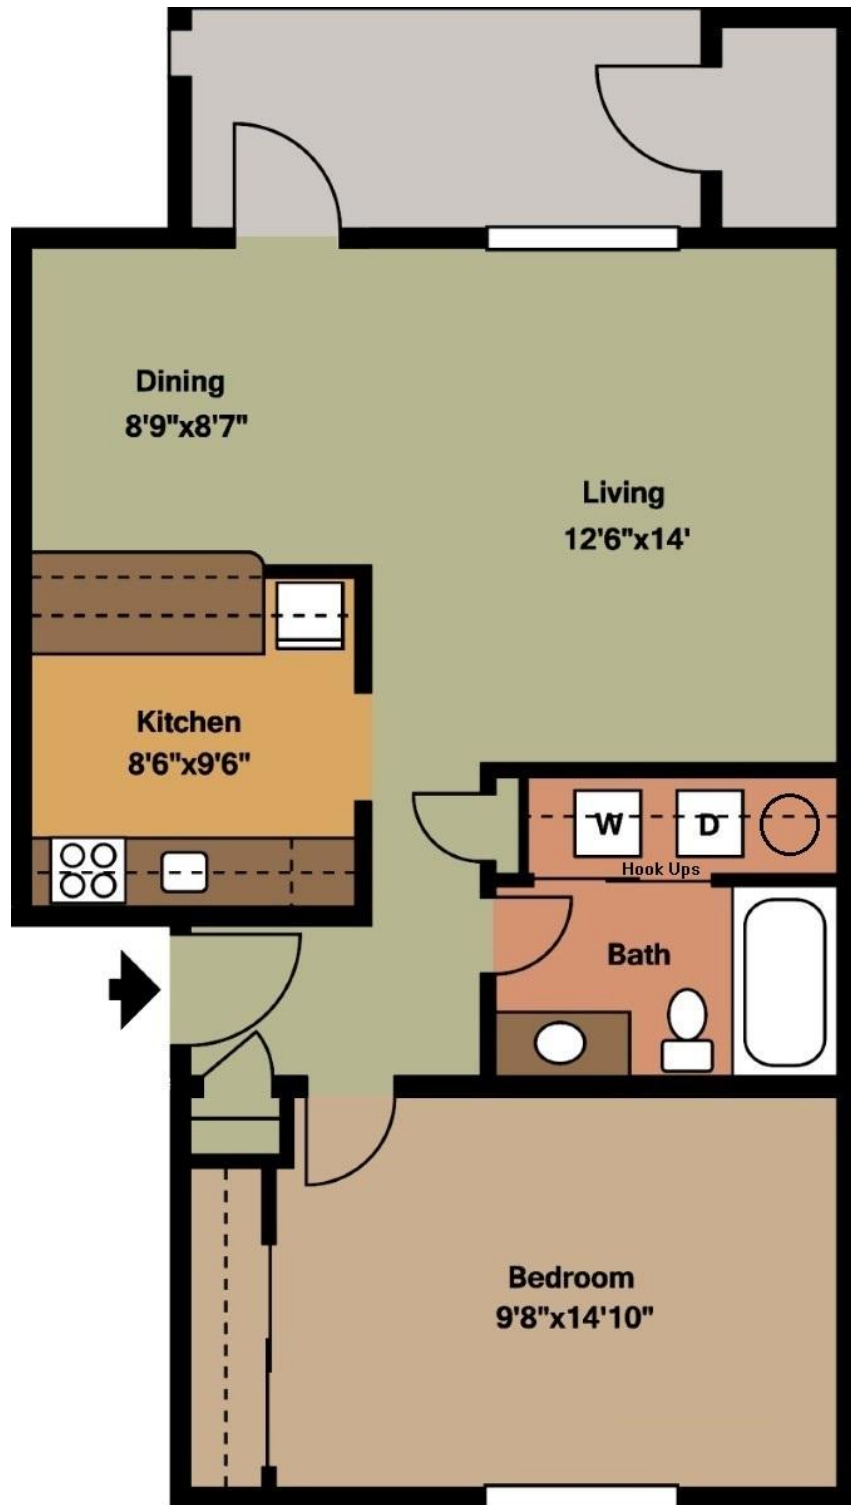 Dining
8'9"x8'7"
Living
12'6"x14'
Kitchen
8'6"x9'6"
W
D
Hook Ups
Bath
Bedroom
9'8"x14'10"